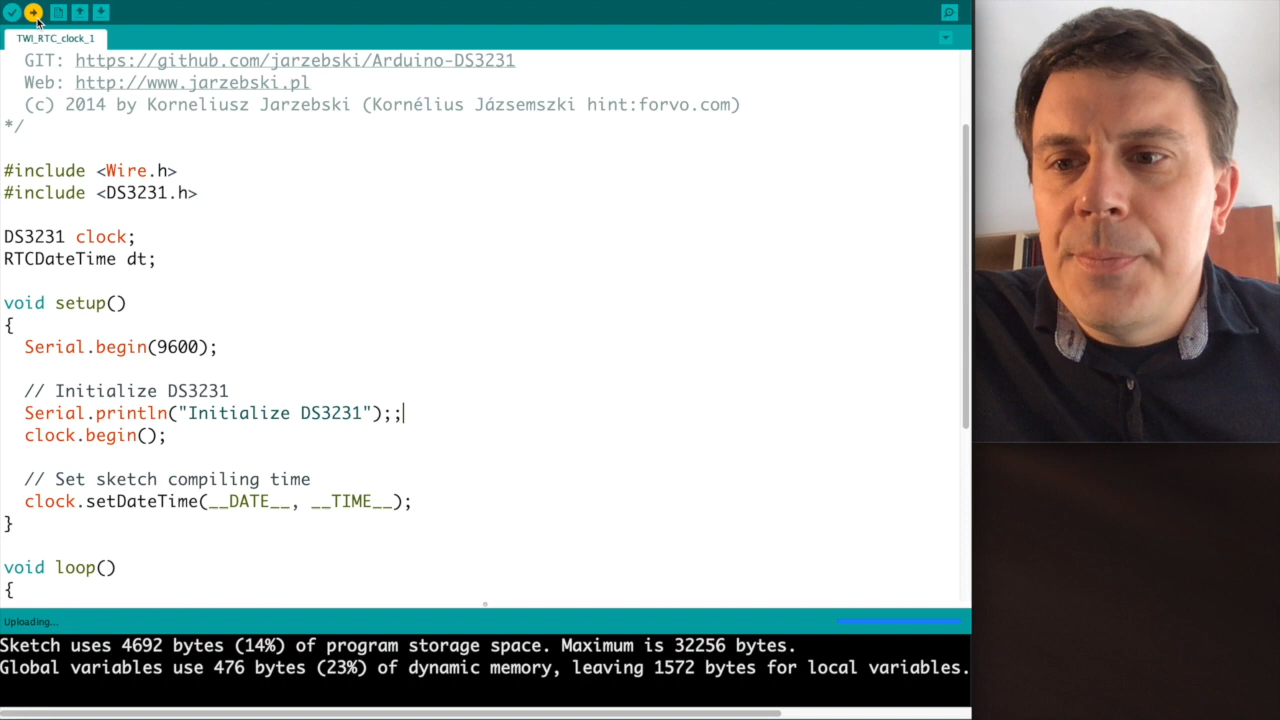 TWI_RTC_clock_1
GIT: https://github.com/jarzebski/Arduino-DS3231
Web: http://www.jarzebski.pl
(c) 2014 by Korneliusz Jarzebski (Kornélius Jázsemszki hint:forvo.com)
*/
#include <Wire.h>
#include <DS3231.h>
DS3231 clock;
RTCDateTime dt;
void setup()
{
Serial.begin(9600);
// Initialize DS3231
Serial.println("Initialize DS3231");;
clock.begin();
// Set sketch compiling time
clock.setDateTime(__DATE__, __TIME__);
}
void loop()
{
Uploading...
Sketch uses 4692 bytes (14%) of program storage space. Maximum is 32256 bytes.
Global variables use 476 bytes (23%) of dynamic memory, leaving 1572 bytes for local variables.